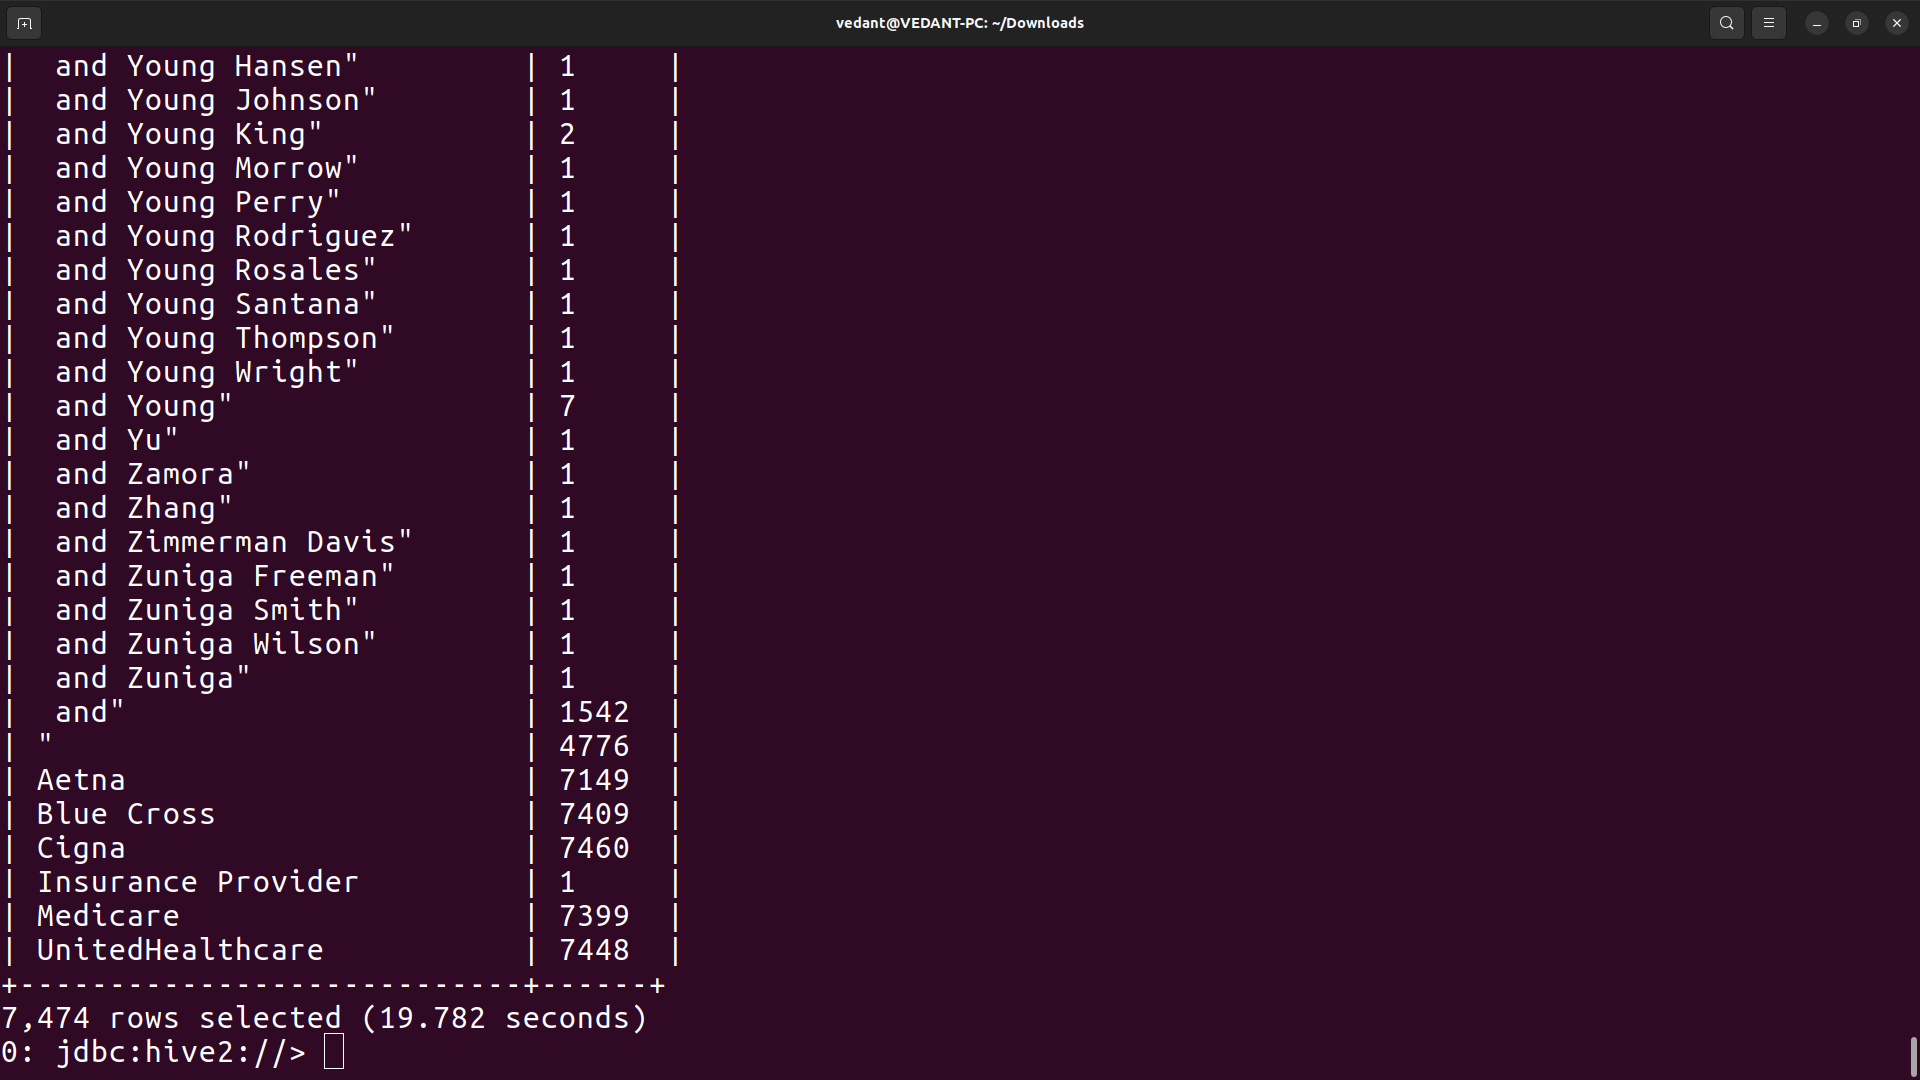 vedant@VEDANT-PC: ~/Downloads
|  and Young Hansen" | 1 |
|  and Young Johnson" | 1 |
|  and Young King" | 2 |
|  and Young Morrow" | 1 |
|  and Young Perry" | 1 |
|  and Young Rodriguez" | 1 |
|  and Young Rosales" | 1 |
|  and Young Santana" | 1 |
|  and Young Thompson" | 1 |
|  and Young Wright" | 1 |
|  and Young" | 7 |
|  and Yu" | 1 |
|  and Zamora" | 1 |
|  and Zhang" | 1 |
|  and Zimmerman Davis" | 1 |
|  and Zuniga Freeman" | 1 |
|  and Zuniga Smith" | 1 |
|  and Zuniga Wilson" | 1 |
|  and Zuniga" | 1 |
|  and" | 1542 |
| " | 4776 |
| Aetna | 7149 |
| Blue Cross | 7409 |
| Cigna | 7460 |
| Insurance Provider | 1 |
| Medicare | 7399 |
| UnitedHealthcare | 7448 |
+----------------------------+------+
7,474 rows selected (19.782 seconds)
0: jdbc:hive2://>